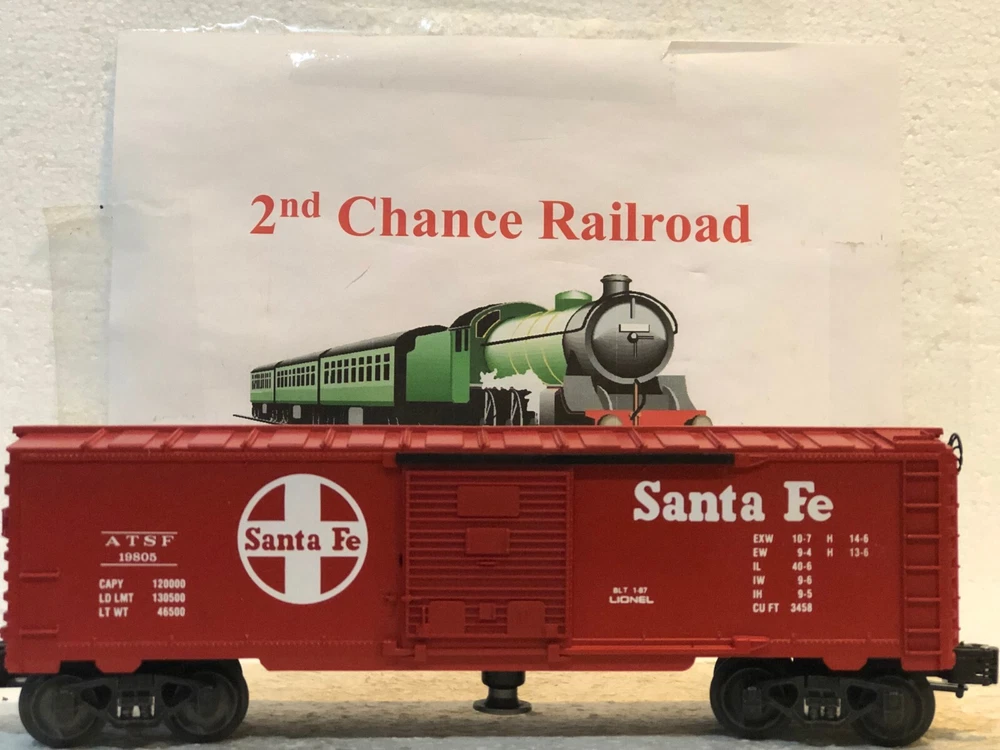 2nd Chance Railroad
ATSF
19805
CAPY 120000
LD LMT 130500
LT WT 46500
Santa Fe
Santa Fe
EXW 10-7 H 14-6
EW 9-4 H 13-6
IL 40-6
IW 9-6
IH 9-5
CU FT 3458
BLT 1-87
LIONEL